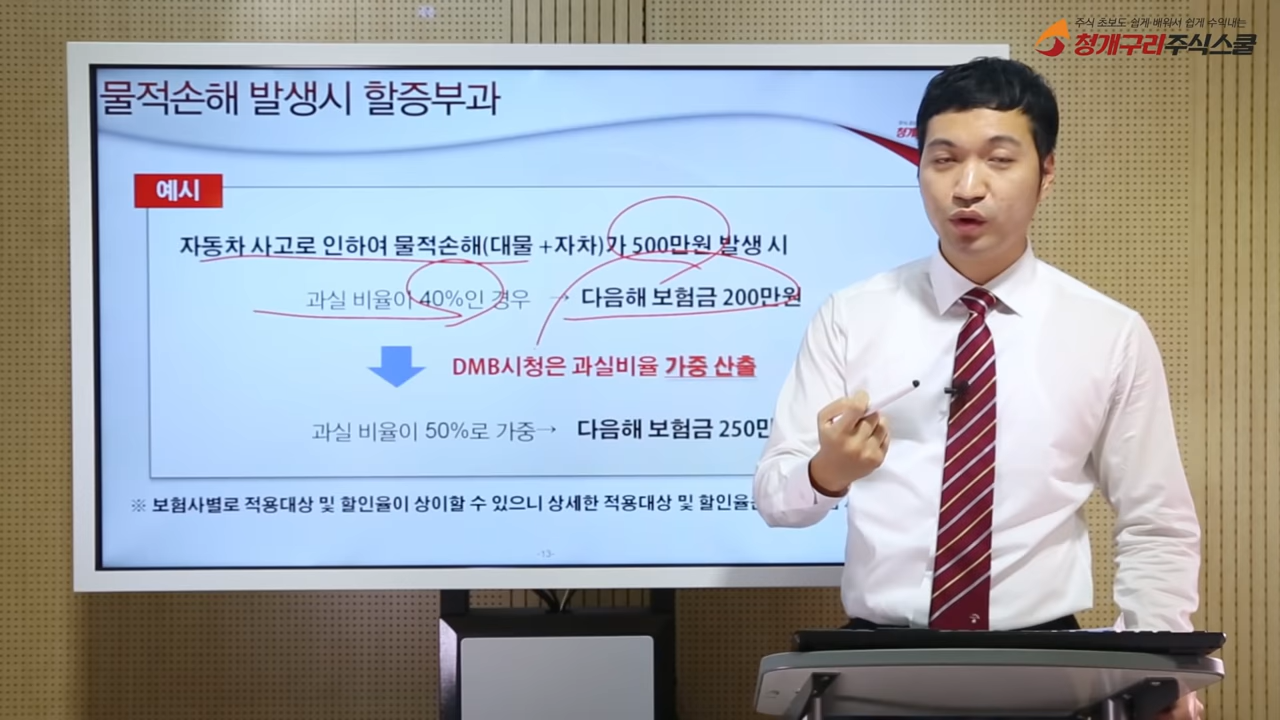 주식 초보도 쉽게 배워서 쉽게 수익내는
청개구리주식스쿨
물적손해 발생시 할증부과
예시
자동차 사고로 인하여 물적손해(대물 +자차)가 500만원 발생 시
과실 비율이 40%인 경우 → 다음해 보험금 200만원
DMB시청은 과실비율 가중 산출
과실 비율이 50%로 가중→ 다음해 보험금 250만
※ 보험사별로 적용대상 및 할인율이 상이할 수 있으니 상세한 적용대상 및 할인율은
-13-